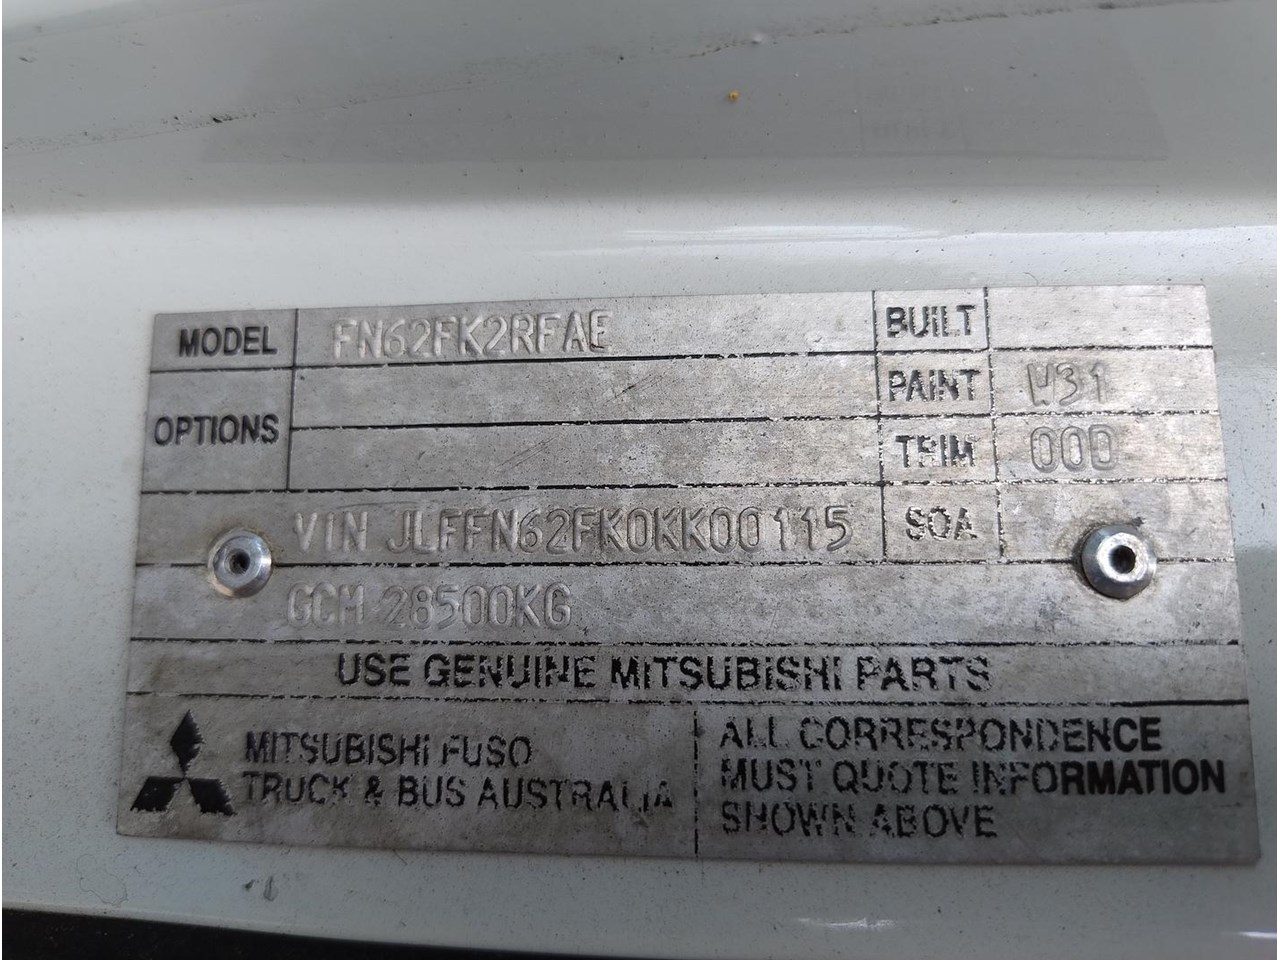 MODEL FN62FK2RFAE BUILT
PAINT W31
OPTIONS
TRIM 00D
VIN JLFFN62FK0KK00115 SOA
GCM 28500KG
USE GENUINE MITSUBISHI PARTS
MITSUBISHI FUSO
TRUCK & BUS AUSTRALIA
ALL CORRESPONDENCE
MUST QUOTE INFORMATION
SHOWN ABOVE